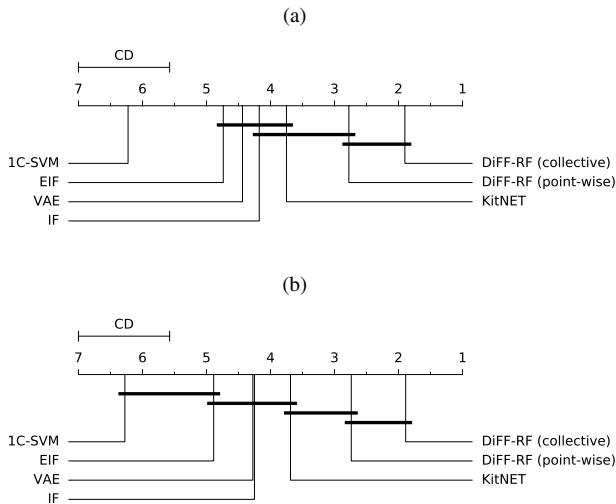 (a)
CD
7 6 5 4 3 2 1
1C-SVM DiFF-RF (collective)
EIF DiFF-RF (point-wise)
VAE KitNET
IF
(b)
CD
7 6 5 4 3 2 1
1C-SVM DiFF-RF (collective)
EIF DiFF-RF (point-wise)
VAE KitNET
IF